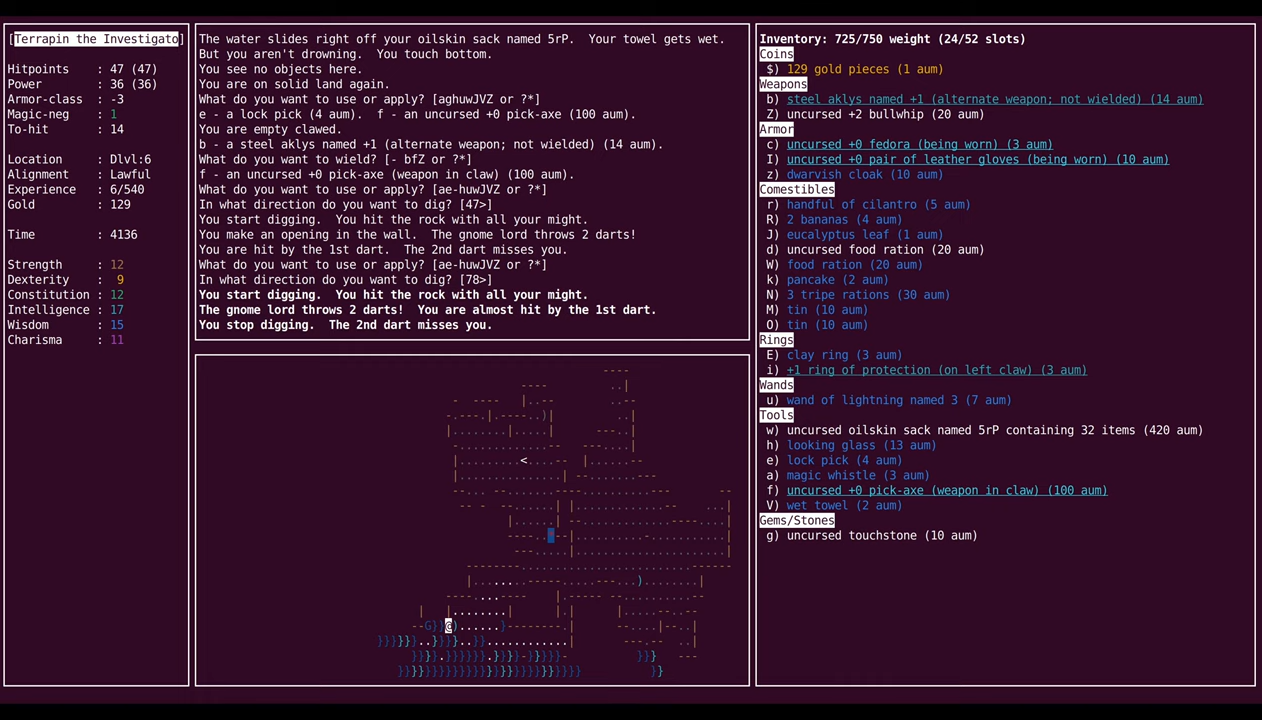 [Terrapin the Investigato]
Hitpoints : 47 (47)
Power : 36 (36)
Armor-class : -3
Magic-neg : 1
To-hit : 14
Location : Dlvl:6
Alignment : Lawful
Experience : 6/540
Gold : 129
Time : 4136
Strength : 12
Dexterity : 9
Constitution : 12
Intelligence : 17
Wisdom : 15
Charisma : 11
The water slides right off your oilskin sack named 5rP.  Your towel gets wet.
But you aren't drowning.  You touch bottom.
You see no objects here.
You are on solid land again.
What do you want to use or apply? [aghuwJVZ or ?*]
e - a lock pick (4 aum).  f - an uncursed +0 pick-axe (100 aum).
You are empty clawed.
b - a steel aklys named +1 (alternate weapon; not wielded) (14 aum).
What do you want to wield? [- bfZ or ?*]
f - an uncursed +0 pick-axe (weapon in claw) (100 aum).
What do you want to use or apply? [ae-huwJVZ or ?*]
In what direction do you want to dig? [47>]
You start digging.  You hit the rock with all your might.
You make an opening in the wall.  The gnome lord throws 2 darts!
You are hit by the 1st dart.  The 2nd dart misses you.
What do you want to use or apply? [ae-huwJVZ or ?*]
In what direction do you want to dig? [78>]
You start digging.  You hit the rock with all your might.
The gnome lord throws 2 darts!  You are almost hit by the 1st dart.
You stop digging.  The 2nd dart misses you.
Inventory: 725/750 weight (24/52 slots)
Coins
$) 129 gold pieces (1 aum)
Weapons
b) steel aklys named +1 (alternate weapon; not wielded) (14 aum)
Z) uncursed +2 bullwhip (20 aum)
Armor
c) uncursed +0 fedora (being worn) (3 aum)
I) uncursed +0 pair of leather gloves (being worn) (10 aum)
z) dwarvish cloak (10 aum)
Comestibles
r) handful of cilantro (5 aum)
R) 2 bananas (4 aum)
J) eucalyptus leaf (1 aum)
d) uncursed food ration (20 aum)
W) food ration (20 aum)
k) pancake (2 aum)
N) 3 tripe rations (30 aum)
M) tin (10 aum)
O) tin (10 aum)
Rings
E) clay ring (3 aum)
i) +1 ring of protection (on left claw) (3 aum)
Wands
u) wand of lightning named 3 (7 aum)
Tools
w) uncursed oilskin sack named 5rP containing 32 items (420 aum)
h) looking glass (13 aum)
e) lock pick (4 aum)
a) magic whistle (3 aum)
f) uncursed +0 pick-axe (weapon in claw) (100 aum)
V) wet towel (2 aum)
Gems/Stones
g) uncursed touchstone (10 aum)